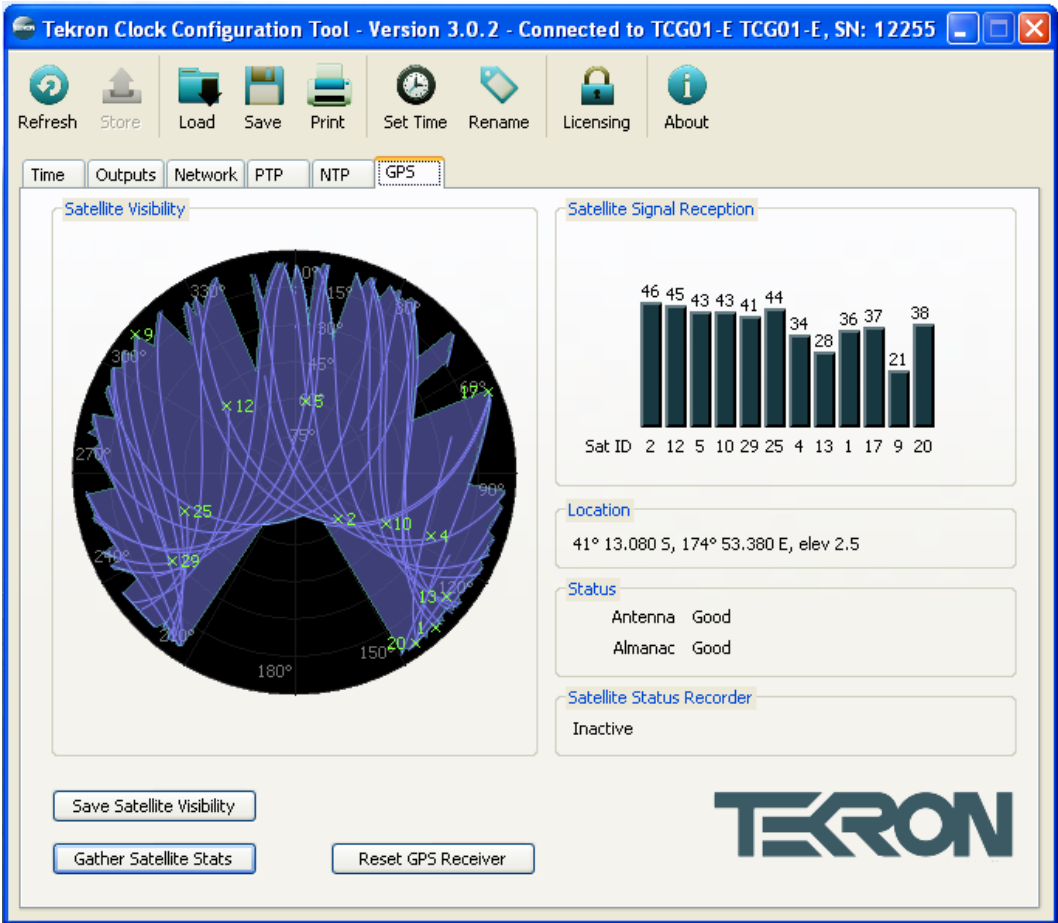 Tekron Clock Configuration Tool - Version 3.0.2 - Connected to TCG01-E TCG01-E, SN: 12255
Refresh Store Load Save Print Set Time Rename Licensing About
Time Outputs Network PTP NTP GPS
Satellite Visibility
0°
330° 15°
30°
30°
300°
45°
60°
75°
270°
90°
240°
120°
210°
150°
180°
9
17
12
5
25
2
10
4
29
13
1
20
Satellite Signal Reception
46 45 43 43 41 44 34 28 36 37 21 38
Sat ID 2 12 5 10 29 25 4 13 1 17 9 20
Location
41° 13.080 S, 174° 53.380 E, elev 2.5
Status
Antenna Good
Almanac Good
Satellite Status Recorder
Inactive
Save Satellite Visibility
Gather Satellite Stats
Reset GPS Receiver
TEKRON